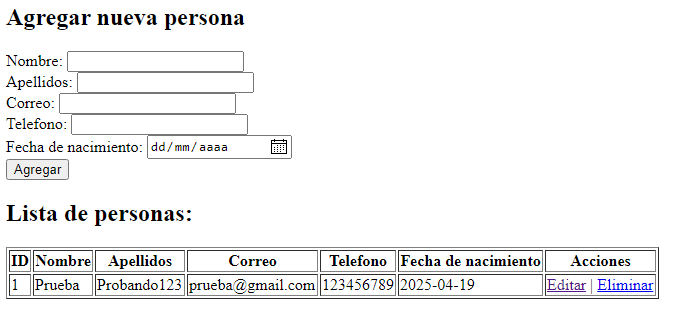 Agregar nueva persona
Nombre:
Apellidos:
Correo:
Telefono:
Fecha de nacimiento: dd/mm/aaaa
Agregar
Lista de personas:
ID Nombre Apellidos Correo Telefono Fecha de nacimiento Acciones
1 Prueba Probando123 prueba@gmail.com 123456789 2025-04-19 Editar | Eliminar